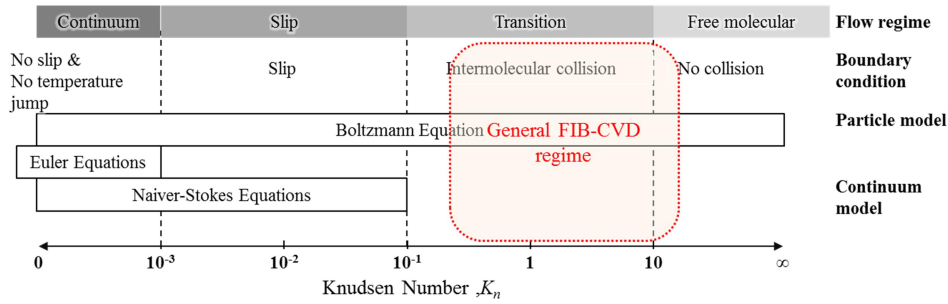 Continuum Slip Transition Free molecular Flow regime
No slip &
No temperature
jump
Slip
Intermolecular collision
No collision
Boundary
condition
Boltzmann Equation
Particle model
General FIB-CVD
regime
Euler Equations
Naiver-Stokes Equations
Continuum
model
0 10⁻³ 10⁻² 10⁻¹ 1 10 ∞
Knudsen Number ,Kₙ